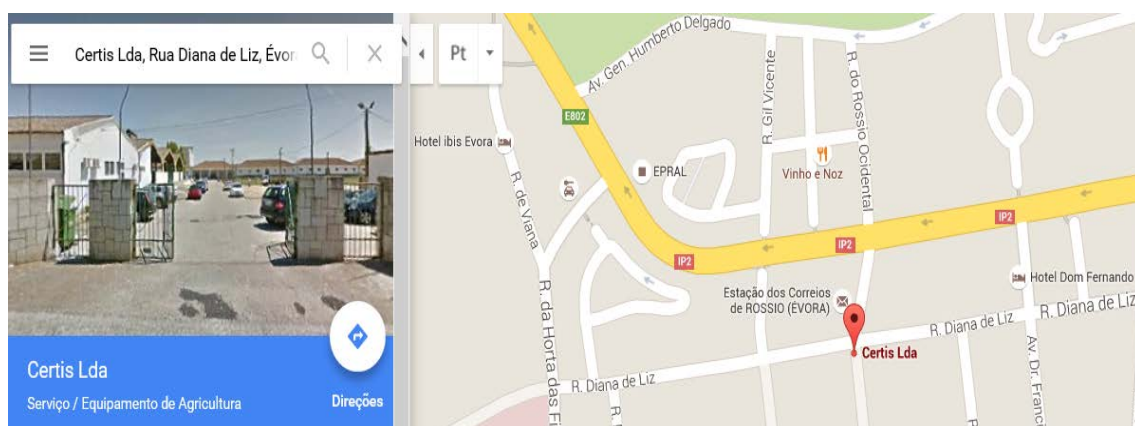 Certis Lda, Rua Diana de Liz, Évor
Pt
Certis Lda
Serviço / Equipamento de Agricultura
Direções
Av. Gen. Humberto Delgado
E802
Hotel ibis Evora
R. de Viana
EPRAL
R. Gil Vicente
R. do Rossio Ocidental
Vinho e Noz
IP2
IP2
IP2
Estação dos Correios
de ROSSIO (ÉVORA)
Hotel Dom Fernando
R. Diana de Liz
R. Diana de Liz
Certis Lda
R. Diana de Liz
R. da Horta das Fi
Av. Dr. Franci